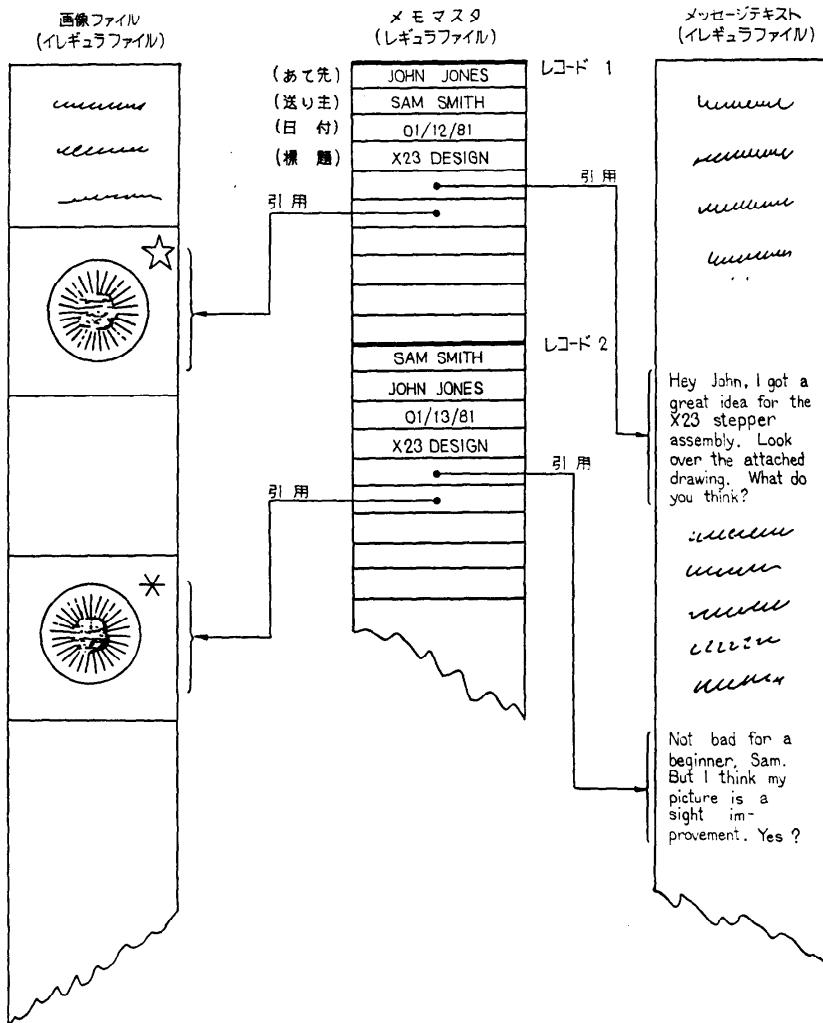 画像ファイル
(イレギュラファイル)
メモマスタ
(レギュラファイル)
メッセージテキスト
(イレギュラファイル)
レコード 1
(あて先) JOHN JONES
(送り主) SAM SMITH
(日 付) 01/12/81
(標 題) X23 DESIGN
引用
引用
レコード 2
SAM SMITH
JOHN JONES
01/13/81
X23 DESIGN
引用
引用
Hey John, I got a
great idea for the
X23 stepper
assembly. Look
over the attached
drawing. What do
you think?
Not bad for a
beginner, Sam.
But I think my
picture is a
sight im-
provement. Yes ?